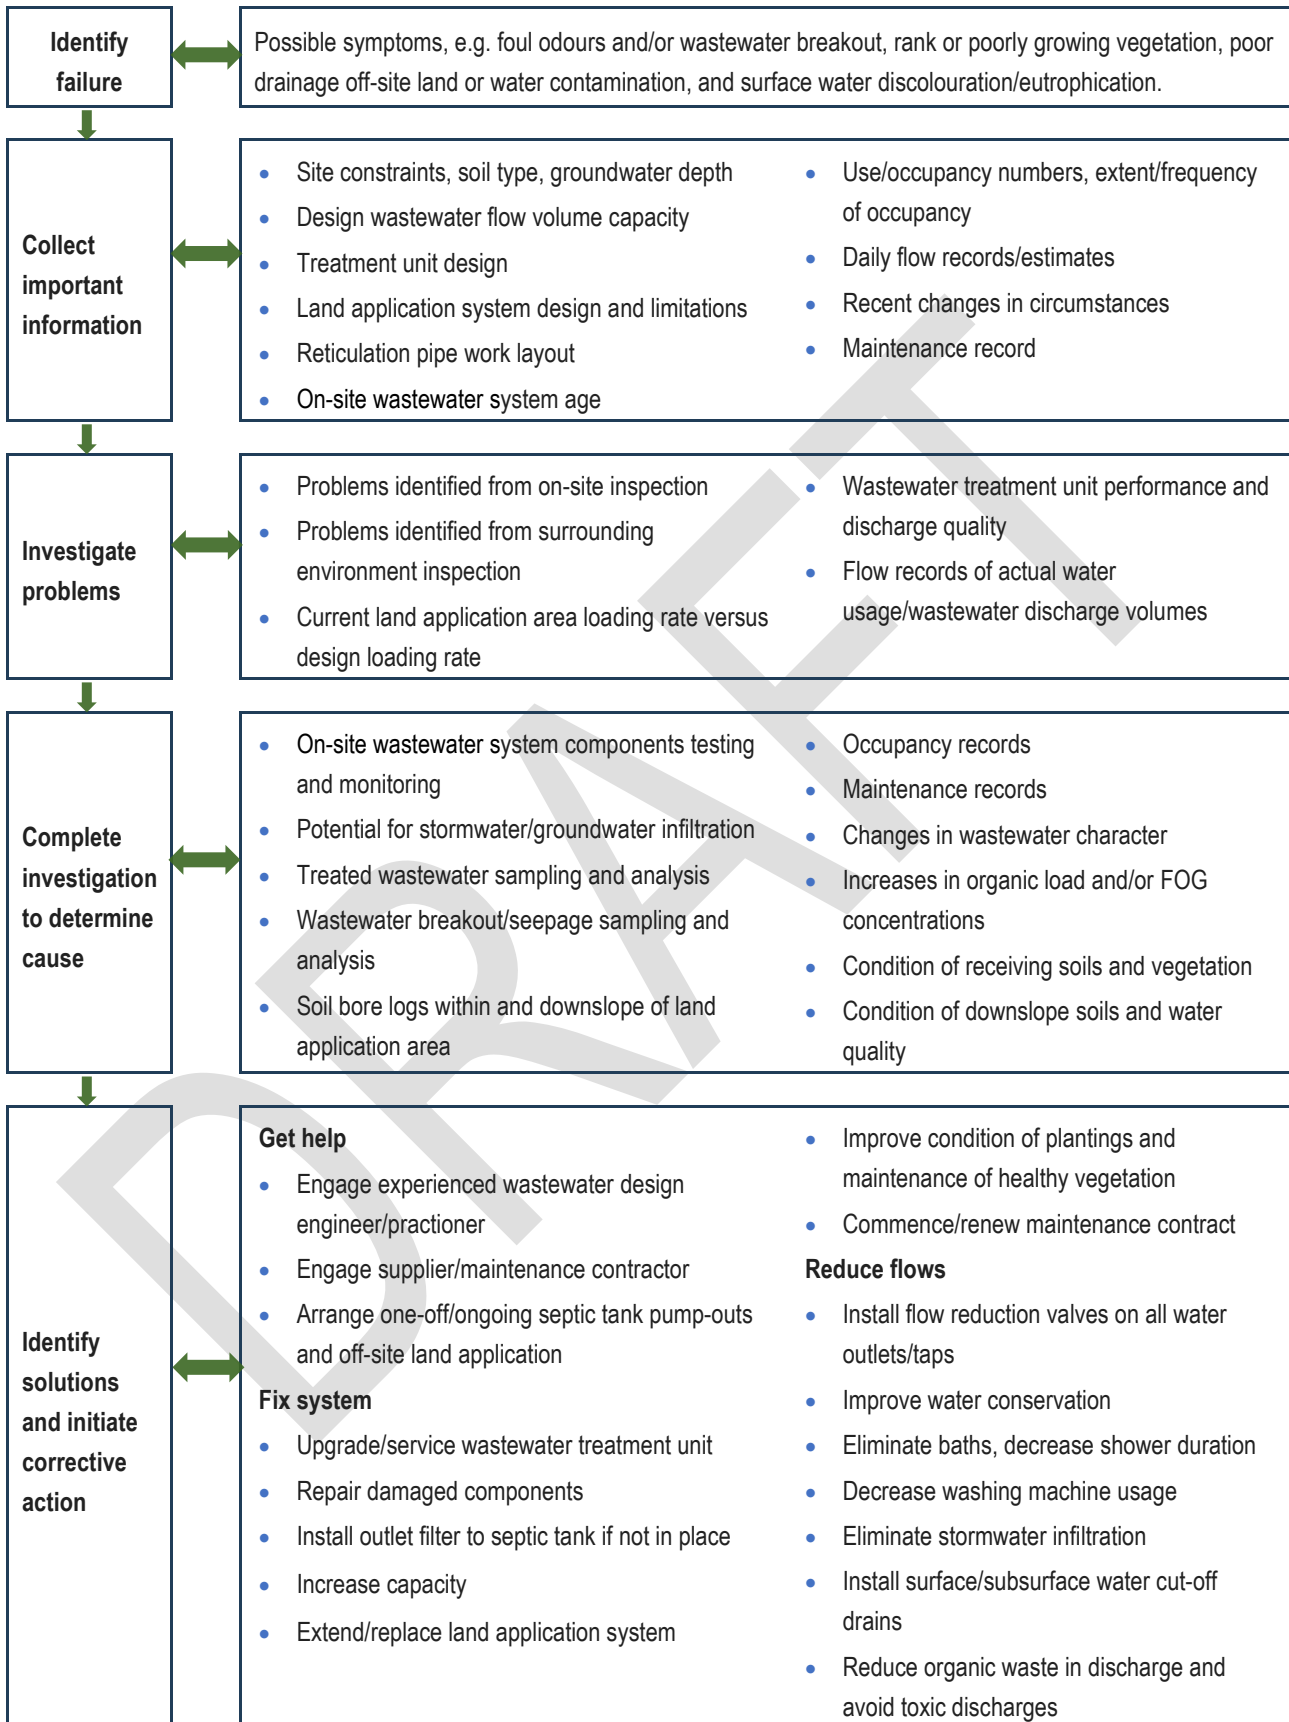 Identify
failure
Possible symptoms, e.g. foul odours and/or wastewater breakout, rank or poorly growing vegetation, poor
drainage off-site land or water contamination, and surface water discolouration/eutrophication.
Collect
important
information
• Site constraints, soil type, groundwater depth
• Design wastewater flow volume capacity
• Treatment unit design
• Land application system design and limitations
• Reticulation pipe work layout
• On-site wastewater system age
• Use/occupancy numbers, extent/frequency
of occupancy
• Daily flow records/estimates
• Recent changes in circumstances
• Maintenance record
Investigate
problems
• Problems identified from on-site inspection
• Problems identified from surrounding
environment inspection
• Current land application area loading rate versus
design loading rate
• Wastewater treatment unit performance and
discharge quality
• Flow records of actual water
usage/wastewater discharge volumes
Complete
investigation
to determine
cause
• On-site wastewater system components testing
and monitoring
• Potential for stormwater/groundwater infiltration
• Treated wastewater sampling and analysis
• Wastewater breakout/seepage sampling and
analysis
• Soil bore logs within and downslope of land
application area
• Occupancy records
• Maintenance records
• Changes in wastewater character
• Increases in organic load and/or FOG
concentrations
• Condition of receiving soils and vegetation
• Condition of downslope soils and water
quality
Identify
solutions
and initiate
corrective
action
Get help
• Engage experienced wastewater design
engineer/practioner
• Engage supplier/maintenance contractor
• Arrange one-off/ongoing septic tank pump-outs
and off-site land application
Fix system
• Upgrade/service wastewater treatment unit
• Repair damaged components
• Install outlet filter to septic tank if not in place
• Increase capacity
• Extend/replace land application system
• Improve condition of plantings and
maintenance of healthy vegetation
• Commence/renew maintenance contract
Reduce flows
• Install flow reduction valves on all water
outlets/taps
• Improve water conservation
• Eliminate baths, decrease shower duration
• Decrease washing machine usage
• Eliminate stormwater infiltration
• Install surface/subsurface water cut-off
drains
• Reduce organic waste in discharge and
avoid toxic discharges
DRAFT